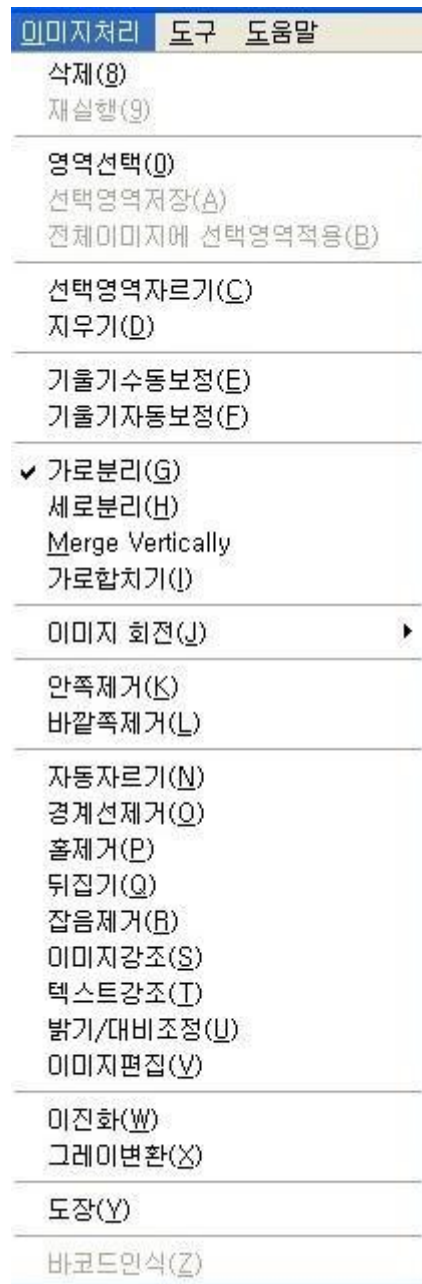 이미지처리 도구 도움말
삭제(8)
재실행(9)
영역선택(0)
선택영역저장(A)
전체이미지에 선택영역적용(B)
선택영역자르기(C)
지우기(D)
기울기수동보정(E)
기울기자동보정(F)
✔ 가로분리(G)
세로분리(H)
Merge Vertically
가로합치기(I)
이미지 회전(J)
안쪽제거(K)
바깥쪽제거(L)
자동자르기(N)
경계선제거(O)
홀제거(P)
뒤집기(Q)
잡음제거(R)
이미지강조(S)
텍스트강조(T)
밝기/대비조정(U)
이미지편집(V)
이진화(W)
그레이변환(X)
도장(Y)
바코드인식(Z)